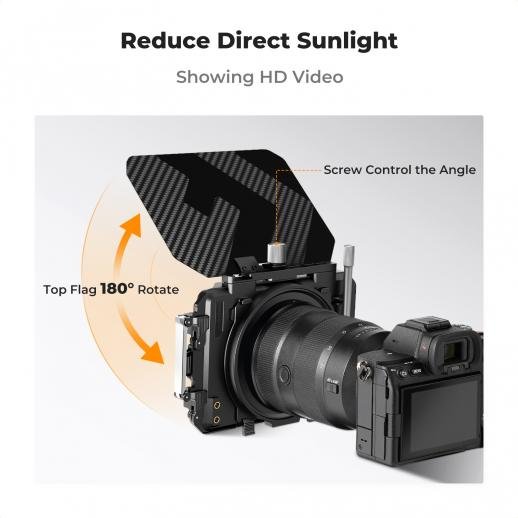 Reduce Direct Sunlight
Showing HD Video
Screw Control the Angle
Top Flag 180° Rotate